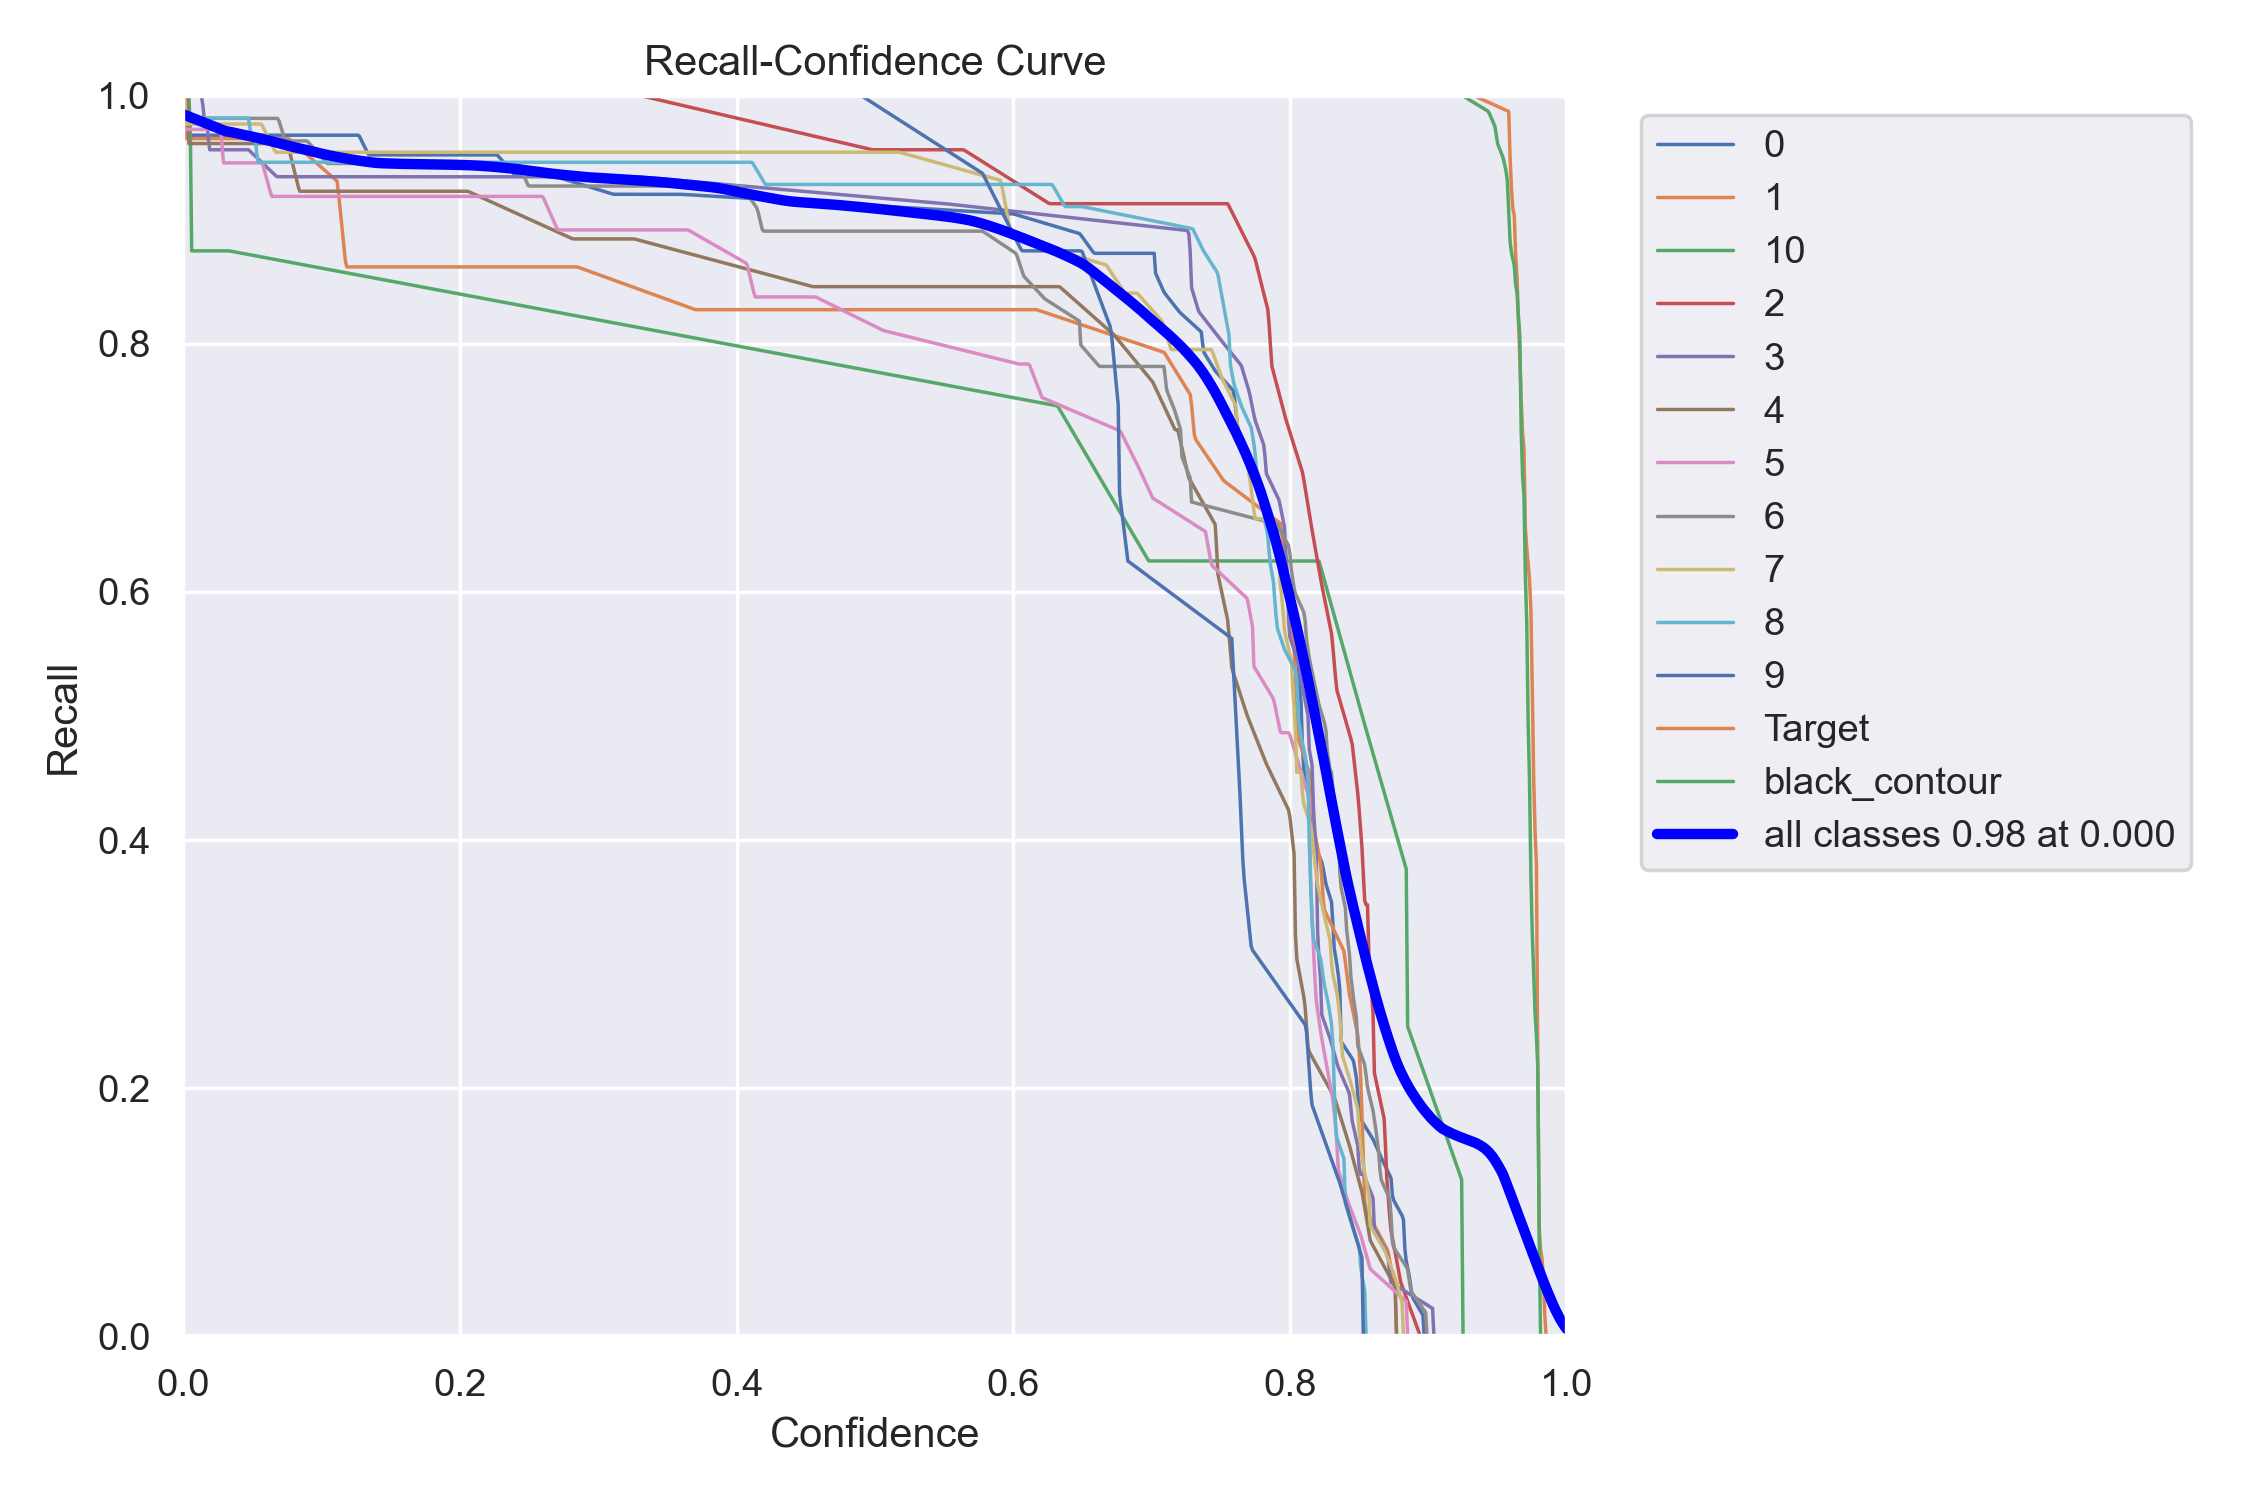 Recall-Confidence Curve
1.0
0.8
0.6
0.4
0.2
0.0
Recall
0.0 0.2 0.4 0.6 0.8 1.0
Confidence
0
1
10
2
3
4
5
6
7
8
9
Target
black_contour
all classes 0.98 at 0.000